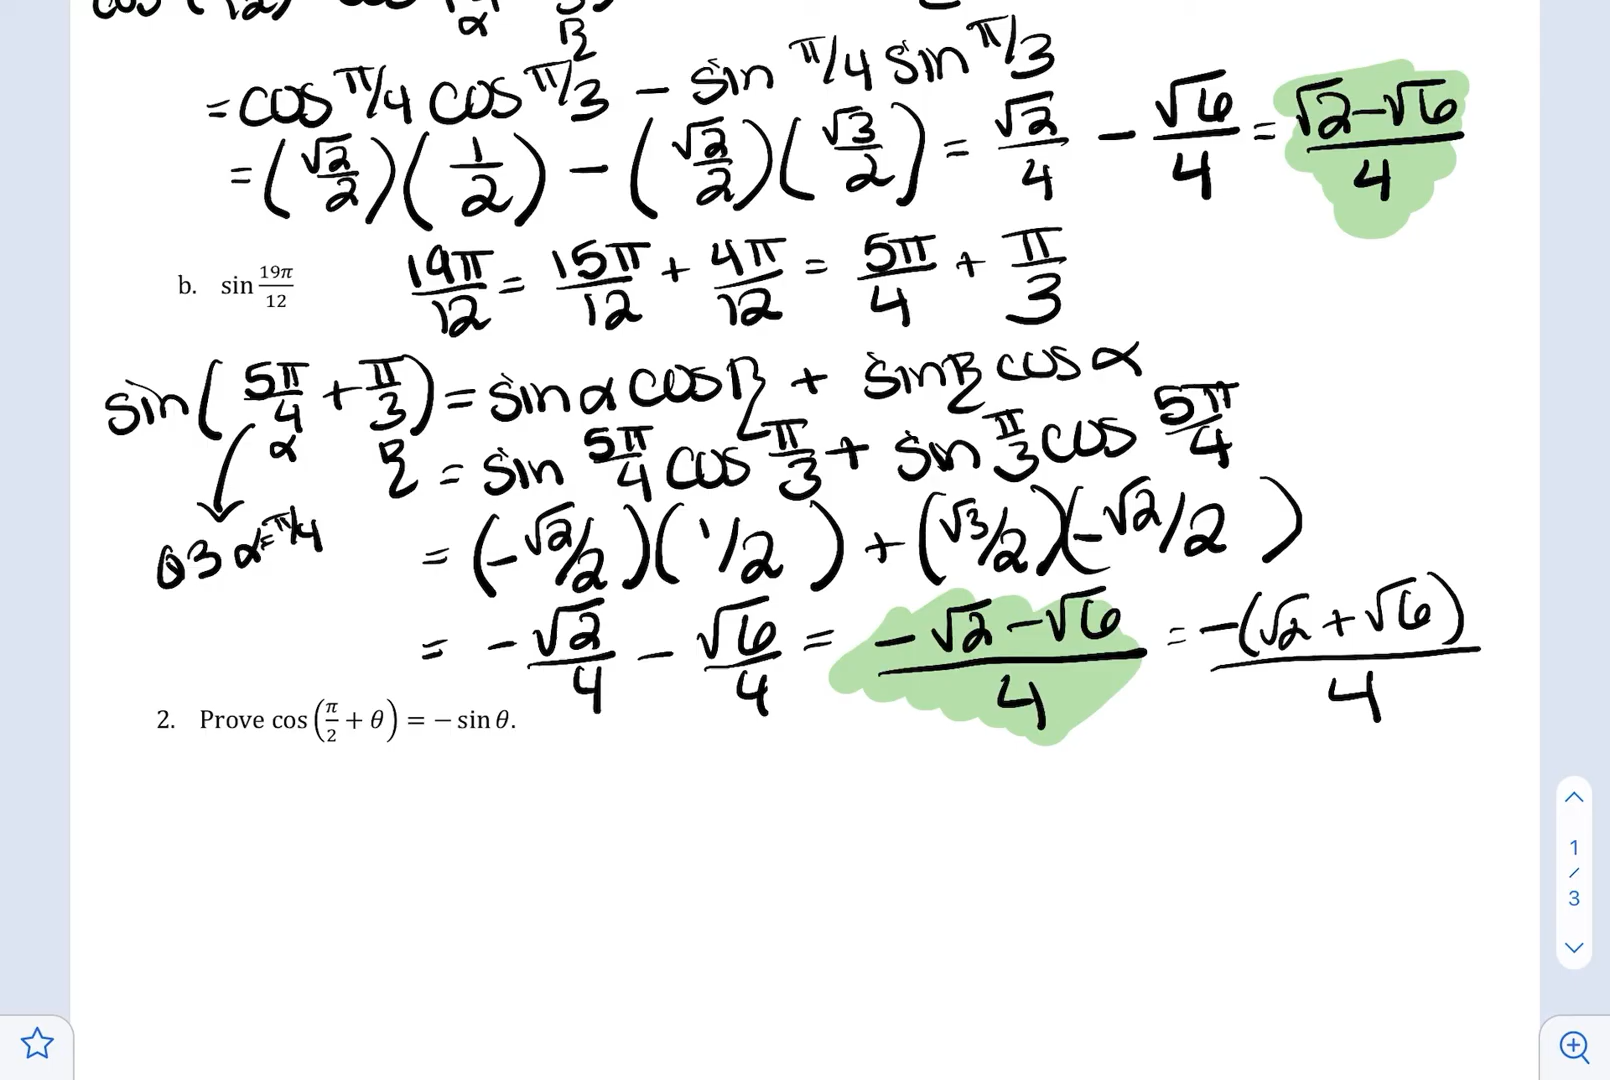 = cos π/4 cos π/3 − sin π/4 sin π/3
= (√2/2)(1/2) − (√2/2)(√3/2) = √2/4 − √6/4 = (√2−√6)/4
b. sin 19π/12
19π/12 = 15π/12 + 4π/12 = 5π/4 + π/3
sin(5π/4 + π/3) = sin α cos β + sin β cos α
α β
= sin 5π/4 cos π/3 + sin π/3 cos 5π/4
Q3 α=π/4
= (−√2/2)(1/2) + (√3/2)(−√2/2)
= −√2/4 − √6/4 = (−√2−√6)/4 = −(√2+√6)/4
2. Prove cos(π/2 + θ) = − sin θ.
1
/
3